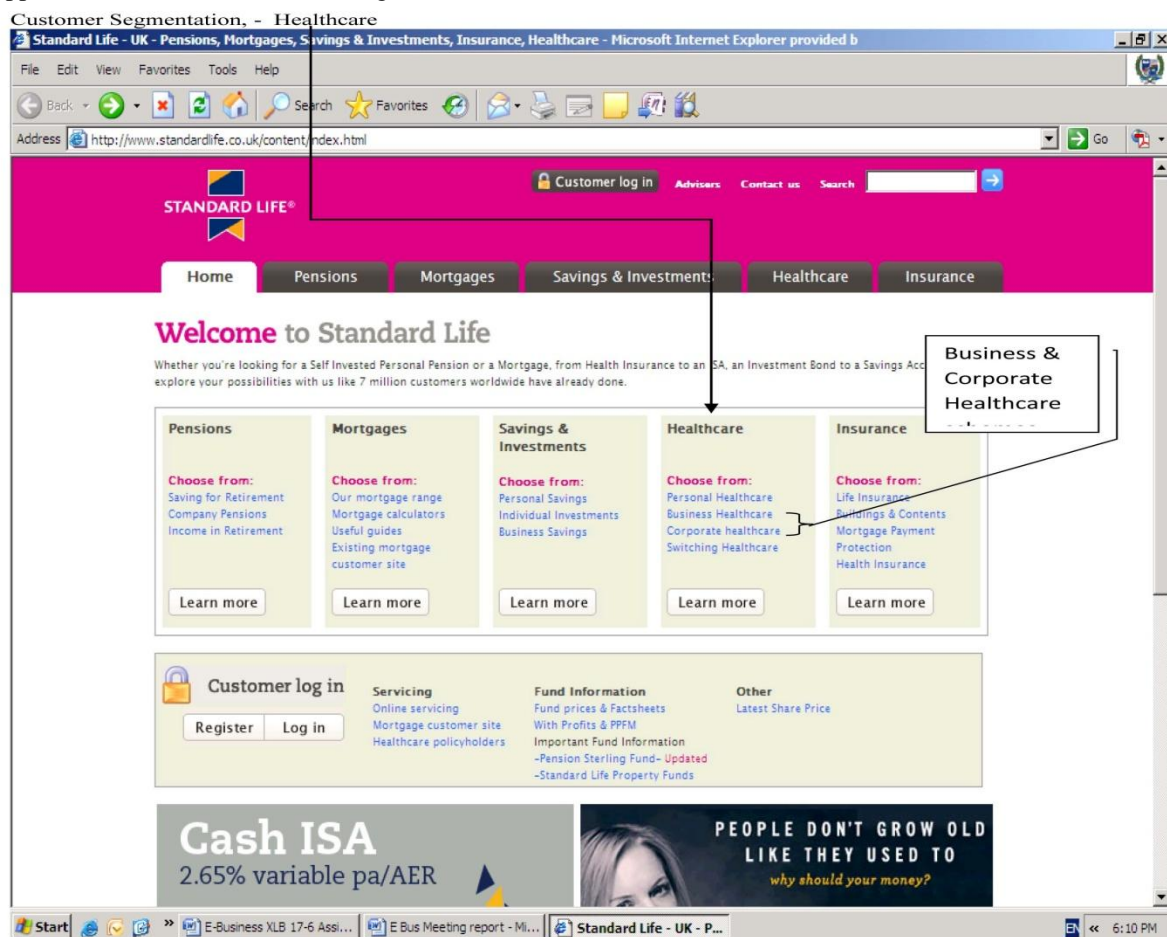 Customer Segmentation, - Healthcare
Standard Life - UK - Pensions, Mortgages, Savings & Investments, Insurance, Healthcare - Microsoft Internet Explorer provided b
File Edit View Favorites Tools Help
Back Search Favorites
Address http://www.standardlife.co.uk/content/index.html Go
Customer log in Advisers Contact us Search
STANDARD LIFE®
Home Pensions Mortgages Savings & Investments Healthcare Insurance
Welcome to Standard Life
Whether you're looking for a Self Invested Personal Pension or a Mortgage, from Health Insurance to an ISA, an Investment Bond to a Savings Acc
explore your possibilities with us like 7 million customers worldwide have already done.
Business &
Corporate
Healthcare
Pensions
Choose from:
Saving for Retirement
Company Pensions
Income in Retirement
Learn more
Mortgages
Choose from:
Our mortgage range
Mortgage calculators
Useful guides
Existing mortgage
customer site
Learn more
Savings &
Investments
Choose from:
Personal Savings
Individual Investments
Business Savings
Learn more
Healthcare
Choose from:
Personal Healthcare
Business Healthcare
Corporate healthcare
Switching Healthcare
Learn more
Insurance
Choose from:
Life Insurance
Buildings & Contents
Mortgage Payment
Protection
Health Insurance
Learn more
Customer log in
Register Log in
Servicing
Online servicing
Mortgage customer site
Healthcare policyholders
Fund Information
Fund prices & Factsheets
With Profits & PPFM
Important Fund Information
-Pension Sterling Fund- Updated
-Standard Life Property Funds
Other
Latest Share Price
Cash ISA
2.65% variable pa/AER
PEOPLE DON'T GROW OLD
LIKE THEY USED TO
why should your money?
Start E-Business XLB 17-6 Assi... E Bus Meeting report - Mi... Standard Life - UK - P... EN 6:10 PM